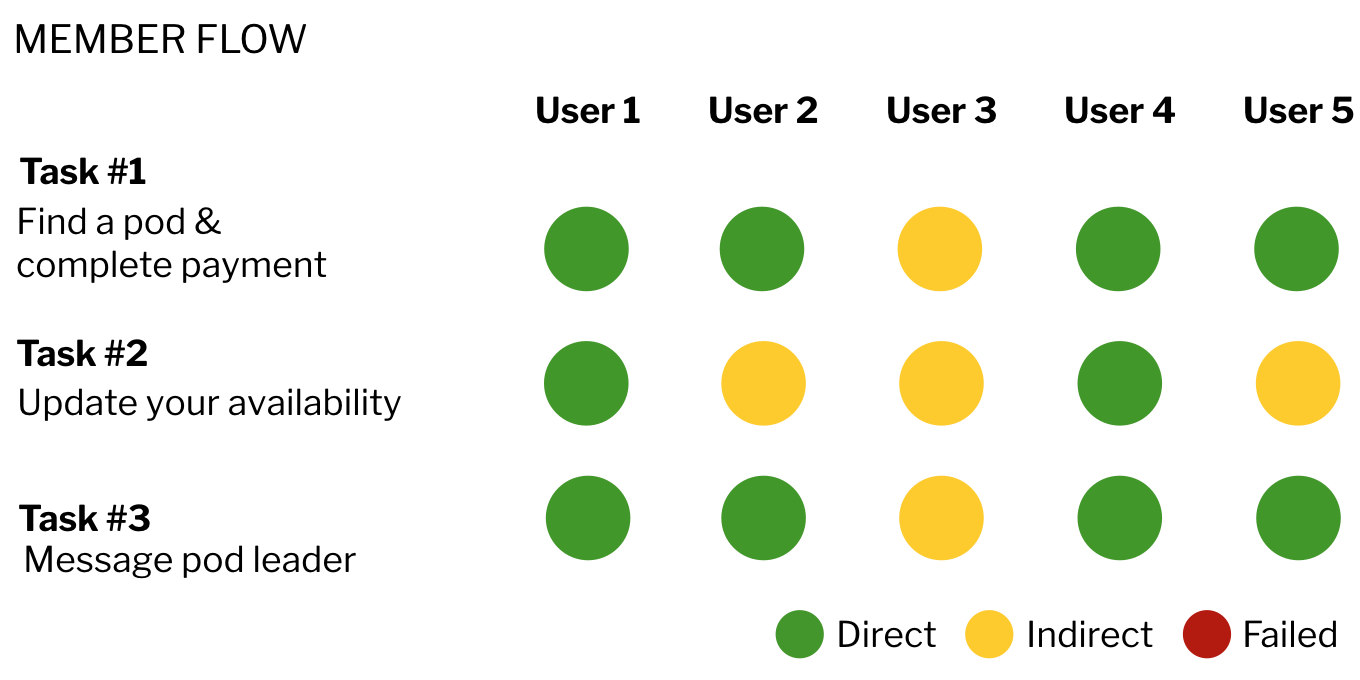 MEMBER FLOW
User 1 User 2 User 3 User 4 User 5
Task #1
Find a pod &
complete payment
Task #2
Update your availability
Task #3
Message pod leader
Direct Indirect Failed